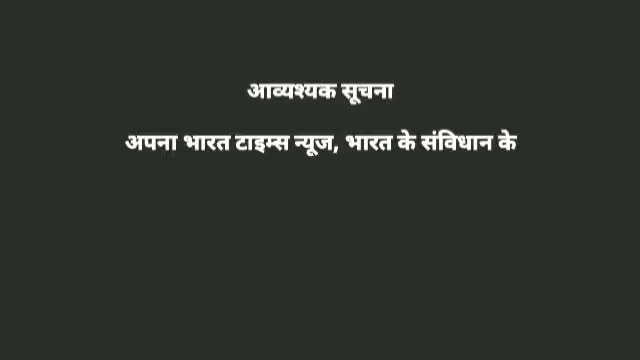 आव्यश्यक सूचना
अपना भारत टाइम्स न्यूज, भारत के संविधान के